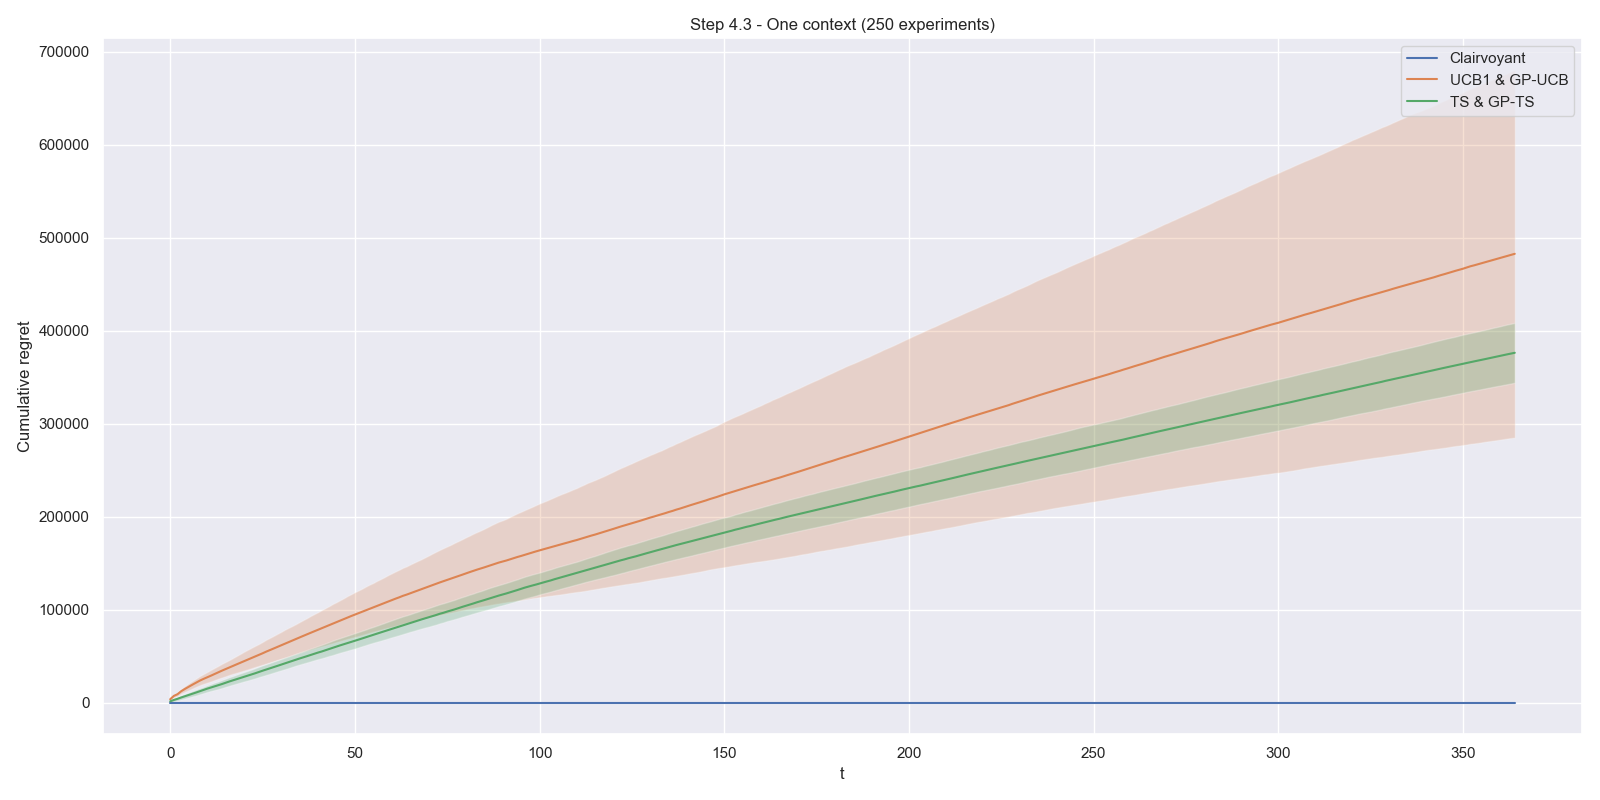 Step 4.3 - One context (250 experiments)
Clairvoyant
UCB1 & GP-UCB
TS & GP-TS
Cumulative regret
700000
600000
500000
400000
300000
200000
100000
0
0 50 100 150 200 250 300 350
t